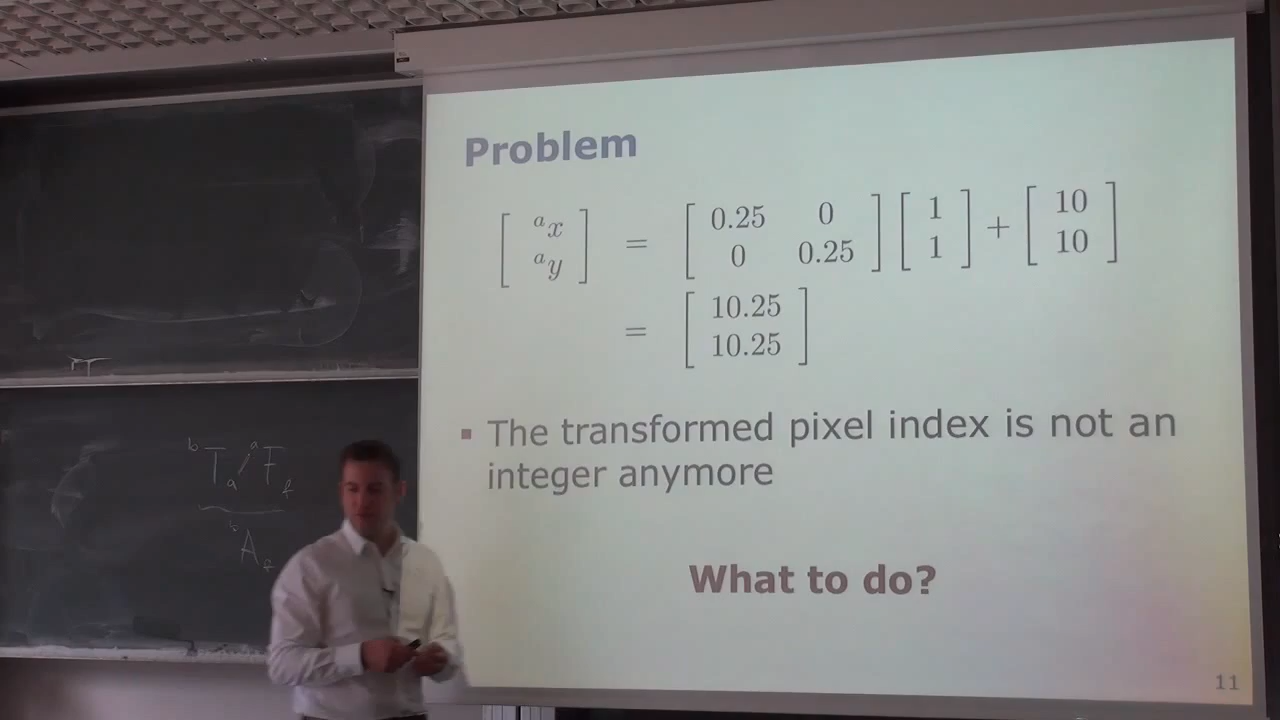 Problem
[ ᵃx ] = [ 0.25 0 ] [ 1 ] + [ 10 ]
[ ᵃy ] [ 0 0.25 ] [ 1 ] [ 10 ]
= [ 10.25 ]
[ 10.25 ]
▪ The transformed pixel index is not an
integer anymore
What to do?
11